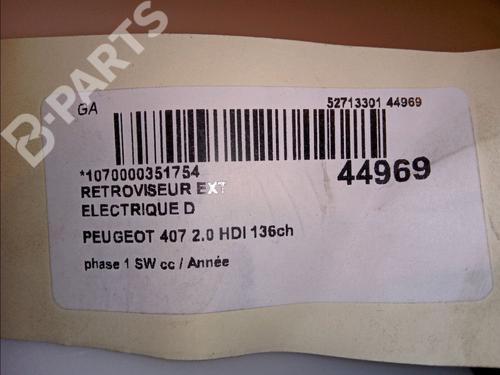 B-PARTS
GA
52713301 44969
*1070000351754
44969
RETROVISEUR EXT
ELECTRIQUE D
PEUGEOT 407 2.0 HDI 136ch
phase 1 SW cc / Année